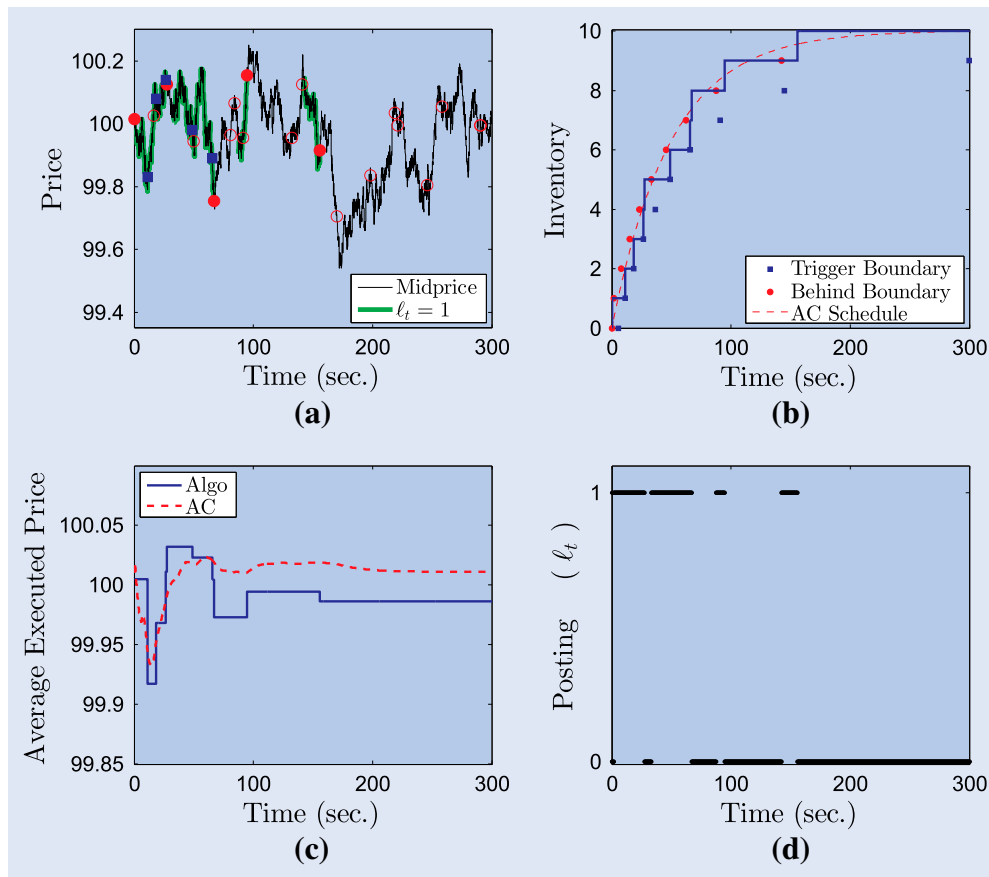 100.2
100
99.8
99.6
99.4
Price
Midprice
ℓt = 1
0 100 200 300
Time (sec.)
(a)
10
8
6
4
2
0
Inventory
Trigger Boundary
Behind Boundary
AC Schedule
0 100 200 300
Time (sec.)
(b)
Algo
AC
100.05
100
99.95
99.9
99.85
Average Executed Price
0 100 200 300
Time (sec.)
(c)
1
0
Posting ( ℓt )
0 100 200 300
Time (sec.)
(d)